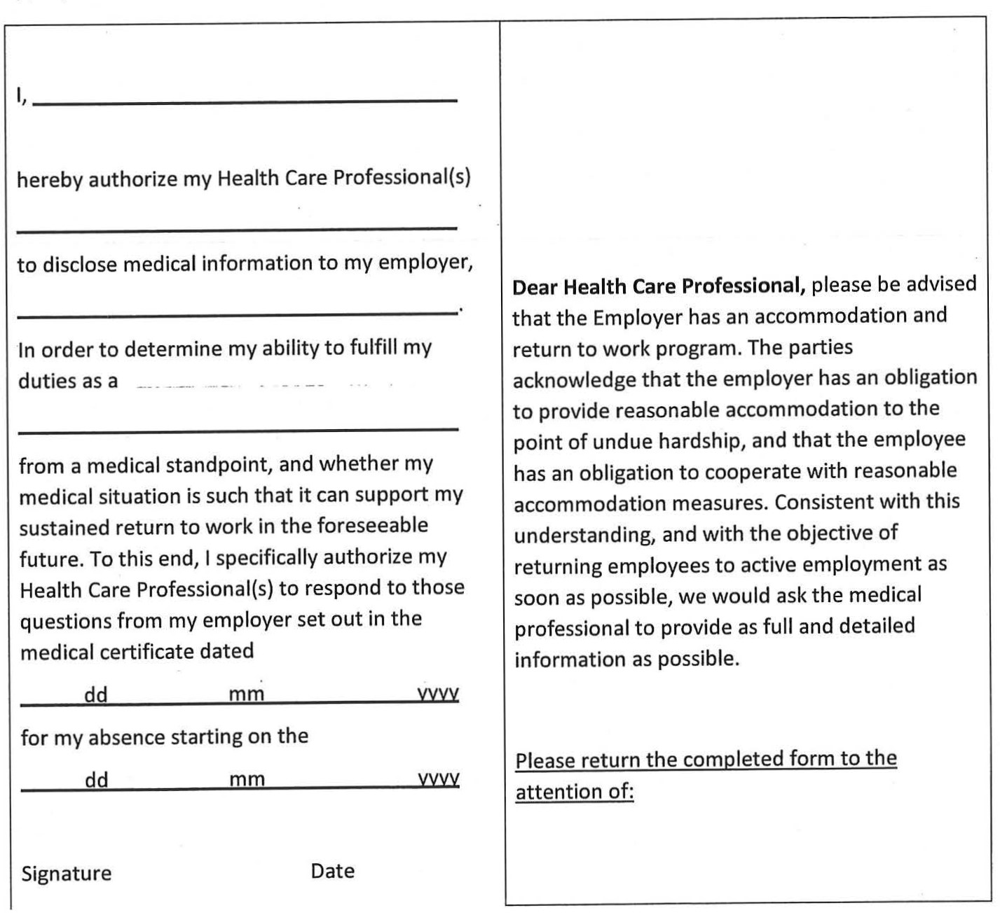 I,
hereby authorize my Health Care Professional(s)
to disclose medical information to my employer,
.
In order to determine my ability to fulfill my
duties as a
from a medical standpoint, and whether my
medical situation is such that it can support my
sustained return to work in the foreseeable
future. To this end, I specifically authorize my
Health Care Professional(s) to respond to those
questions from my employer set out in the
medical certificate dated
dd mm yyyy
for my absence starting on the
dd mm yyyy
Signature Date
Dear Health Care Professional, please be advised
that the Employer has an accommodation and
return to work program. The parties
acknowledge that the employer has an obligation
to provide reasonable accommodation to the
point of undue hardship, and that the employee
has an obligation to cooperate with reasonable
accommodation measures. Consistent with this
understanding, and with the objective of
returning employees to active employment as
soon as possible, we would ask the medical
professional to provide as full and detailed
information as possible.
Please return the completed form to the
attention of: